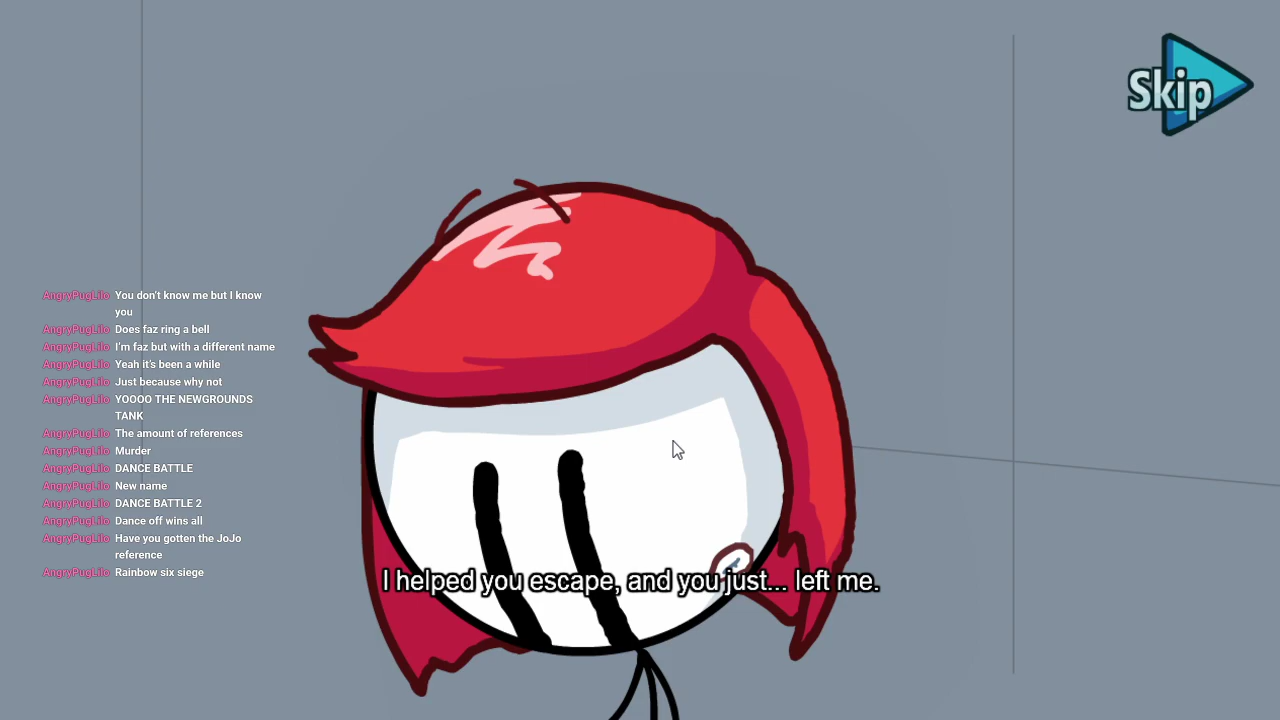 Skip
AngryPugLilo You don't know me but I know
you
AngryPugLilo Does faz ring a bell
AngryPugLilo I'm faz but with a different name
AngryPugLilo Yeah it's been a while
AngryPugLilo Just because why not
AngryPugLilo YOOOO THE NEWGROUNDS
TANK
AngryPugLilo The amount of references
AngryPugLilo Murder
AngryPugLilo DANCE BATTLE
AngryPugLilo New name
AngryPugLilo DANCE BATTLE 2
AngryPugLilo Dance off wins all
AngryPugLilo Have you gotten the JoJo
reference
AngryPugLilo Rainbow six siege
I helped you escape, and you just... left me.